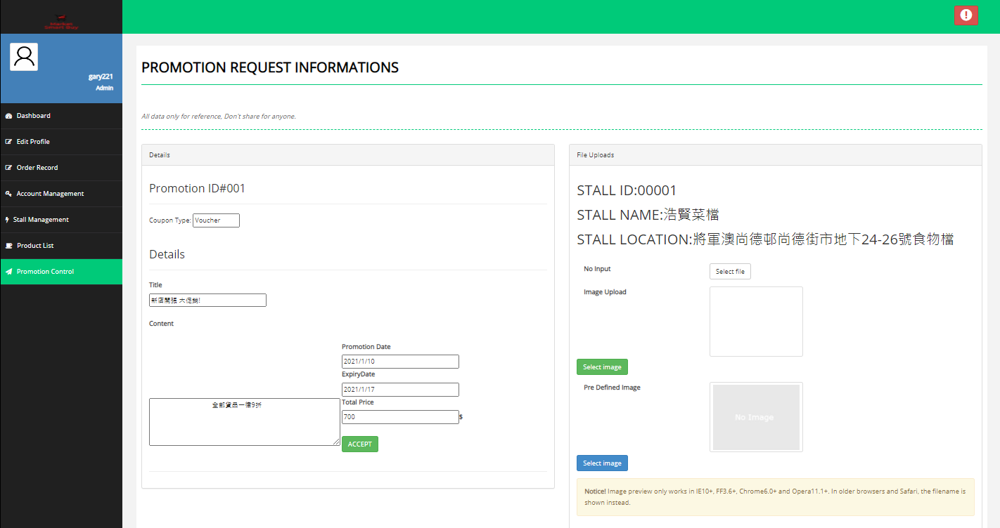 Market
Smart-Buy
gary221
Admin
Dashboard
Edit Profile
Order Record
Account Management
Stall Management
Product List
Promotion Control
PROMOTION REQUEST INFORMATIONS
All data only for reference, Don't share for anyone.
Details
Promotion ID#001
Coupon Type: Voucher
Details
Title
新店開張 大促銷!
Content
Promotion Date
2021/1/10
ExpiryDate
2021/1/17
Total Price
全部貨品一律9折
700 $
ACCEPT
File Uploads
STALL ID:00001
STALL NAME:浩賢菜檔
STALL LOCATION:將軍澳尚德邨尚德街市地下24-26號食物檔
No Input Select file
Image Upload
Select image
Pre Defined Image
No Image
Select image
Notice! Image preview only works in IE10+, FF3.6+, Chrome6.0+ and Opera11.1+. In older browsers and Safari, the filename is
shown instead.